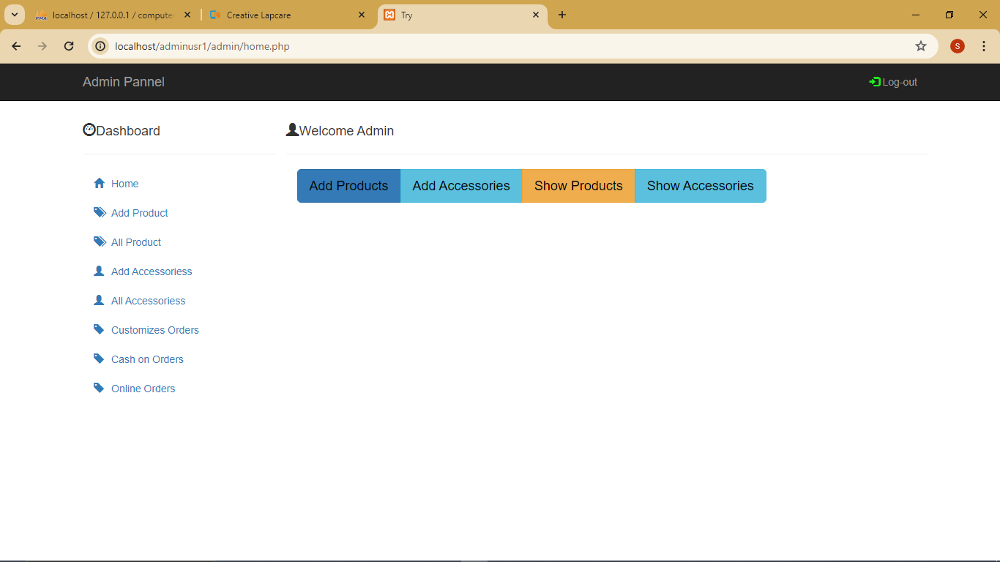 localhost / 127.0.0.1 / compute
Creative Lapcare
Try
localhost/adminusr1/admin/home.php
S
Admin Pannel
Log-out
Dashboard
Welcome Admin
Add Products
Add Accessories
Show Products
Show Accessories
Home
Add Product
All Product
Add Accessoriess
All Accessoriess
Customizes Orders
Cash on Orders
Online Orders